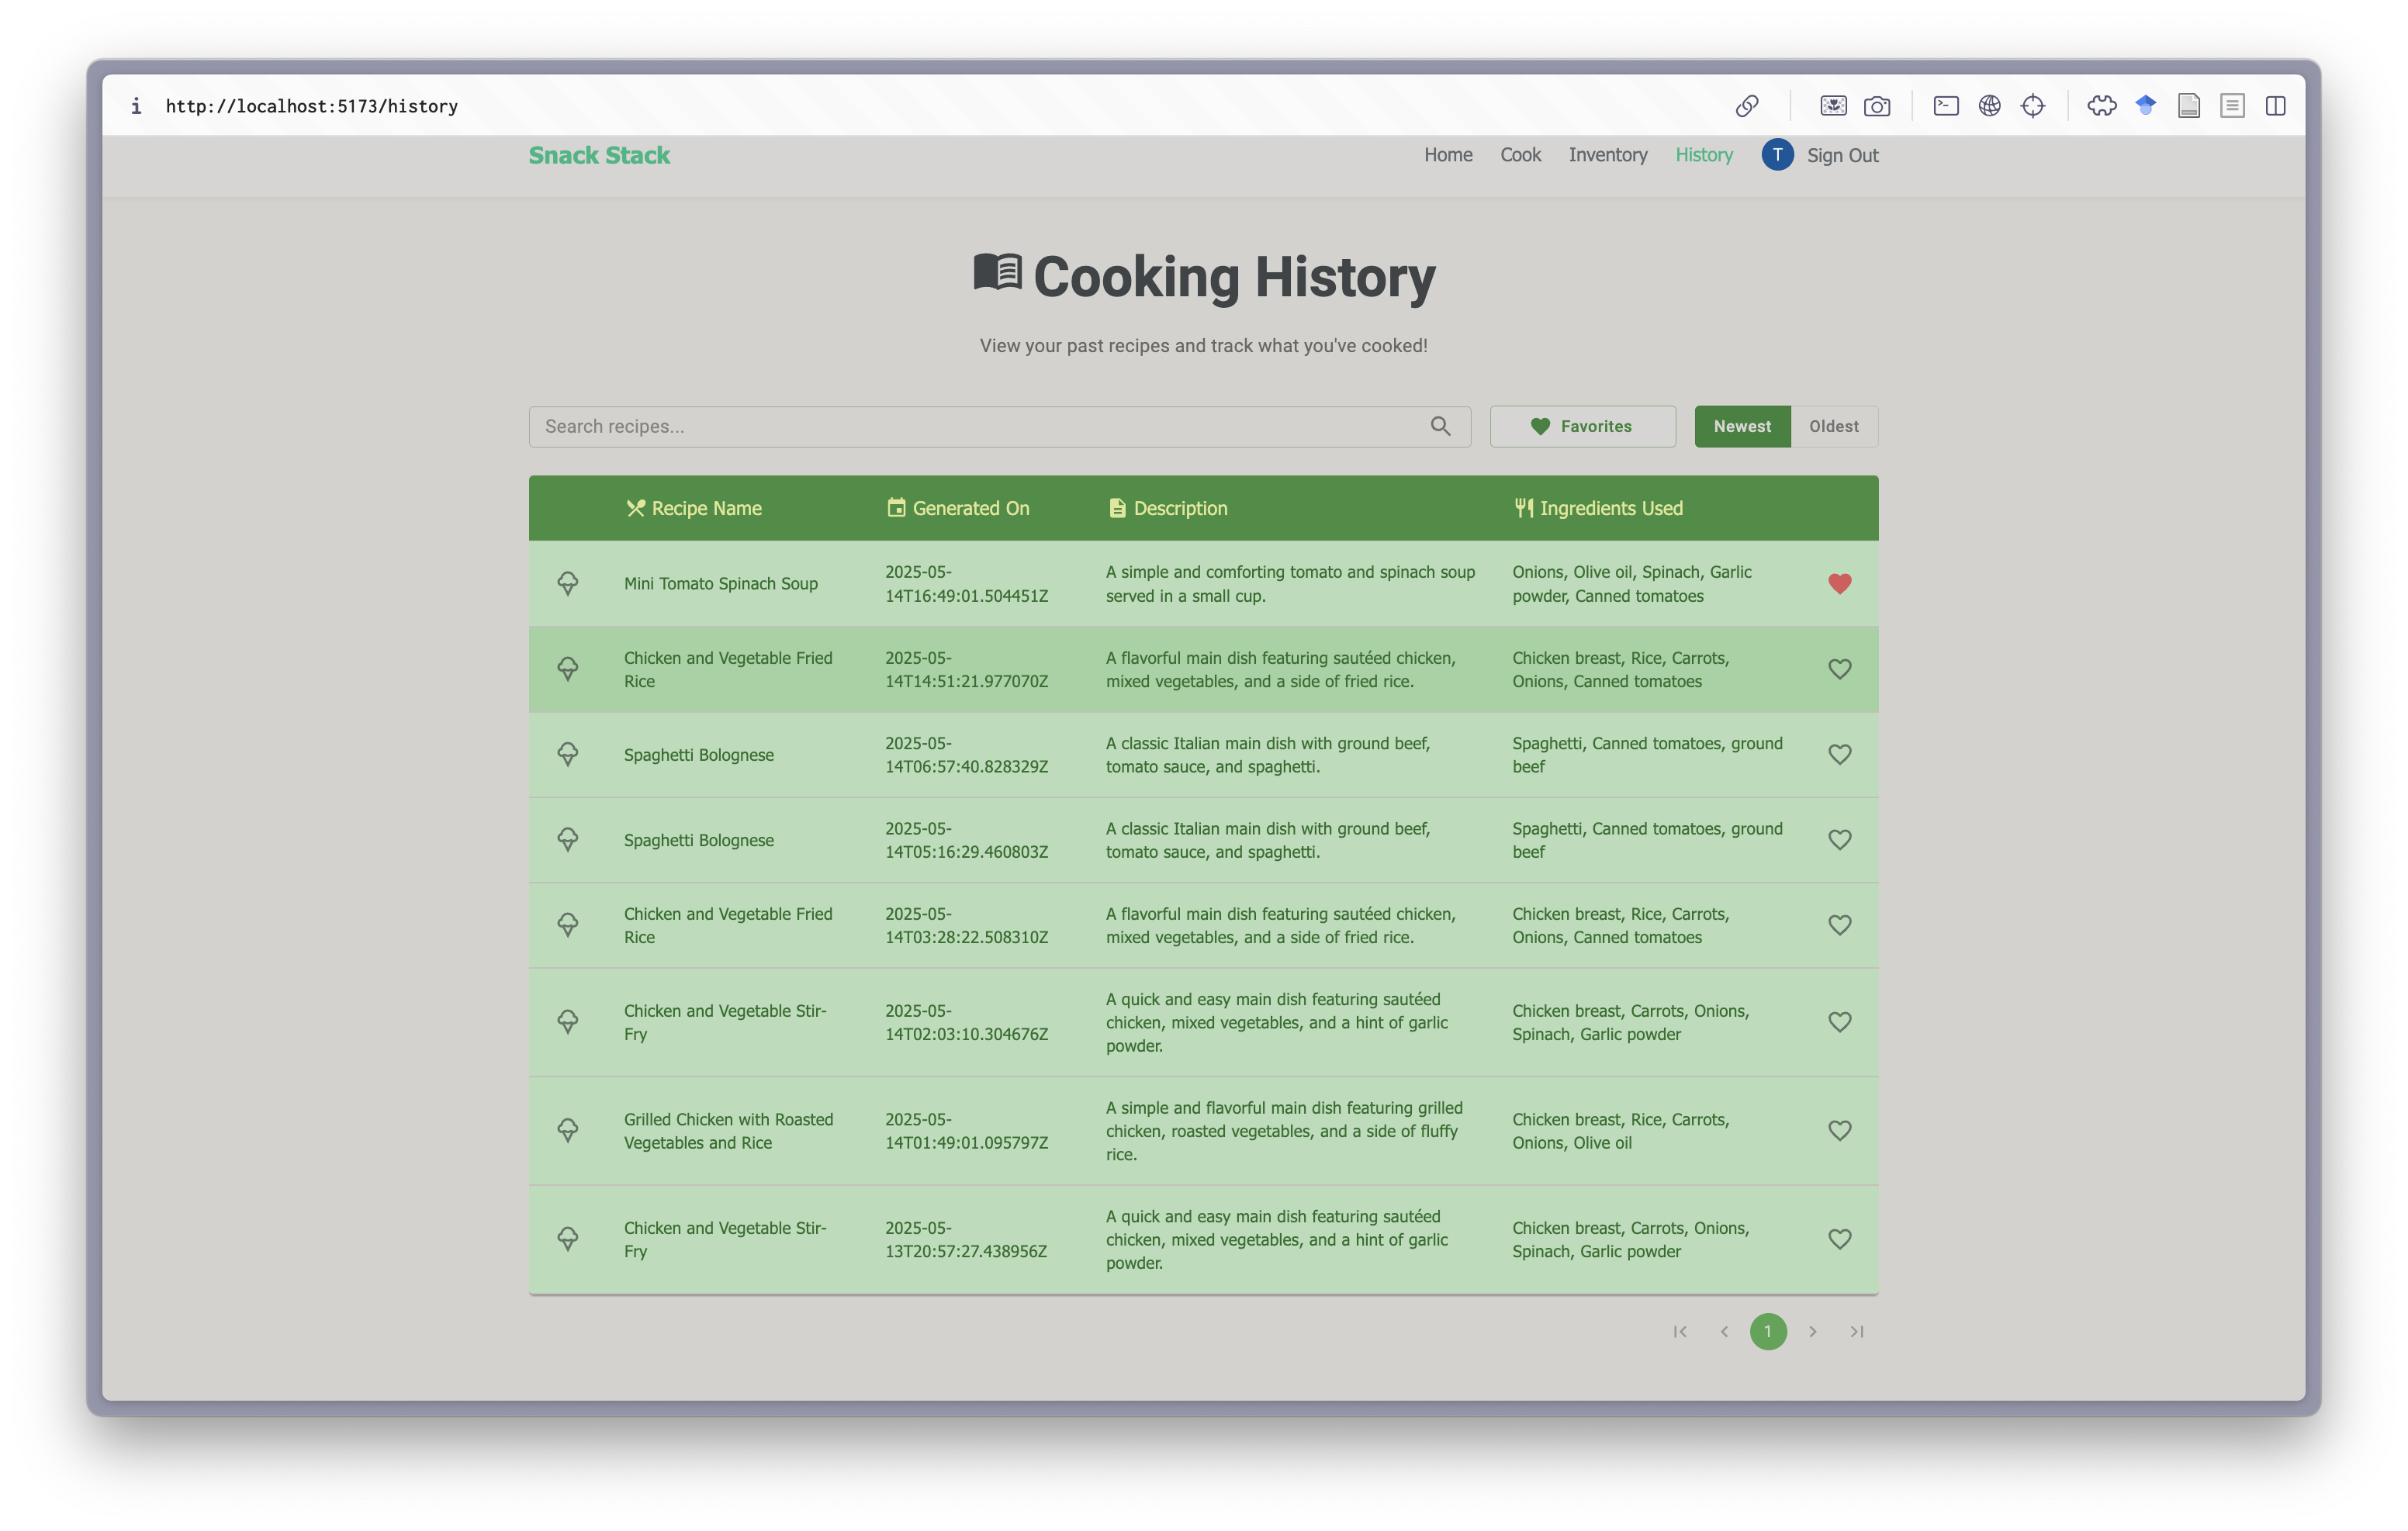 http://localhost:5173/history
Snack Stack
Home
Cook
Inventory
History
T
Sign Out
Cooking History
View your past recipes and track what you've cooked!
Search recipes...
Favorites
Newest
Oldest
Recipe Name
Generated On
Description
Ingredients Used
Mini Tomato Spinach Soup
2025-05-
14T16:49:01.504451Z
A simple and comforting tomato and spinach soup
served in a small cup.
Onions, Olive oil, Spinach, Garlic
powder, Canned tomatoes
Chicken and Vegetable Fried
Rice
2025-05-
14T14:51:21.977070Z
A flavorful main dish featuring sautéed chicken,
mixed vegetables, and a side of fried rice.
Chicken breast, Rice, Carrots,
Onions, Canned tomatoes
Spaghetti Bolognese
2025-05-
14T06:57:40.828329Z
A classic Italian main dish with ground beef,
tomato sauce, and spaghetti.
Spaghetti, Canned tomatoes, ground
beef
Spaghetti Bolognese
2025-05-
14T05:16:29.460803Z
A classic Italian main dish with ground beef,
tomato sauce, and spaghetti.
Spaghetti, Canned tomatoes, ground
beef
Chicken and Vegetable Fried
Rice
2025-05-
14T03:28:22.508310Z
A flavorful main dish featuring sautéed chicken,
mixed vegetables, and a side of fried rice.
Chicken breast, Rice, Carrots,
Onions, Canned tomatoes
Chicken and Vegetable Stir-
Fry
2025-05-
14T02:03:10.304676Z
A quick and easy main dish featuring sautéed
chicken, mixed vegetables, and a hint of garlic
powder.
Chicken breast, Carrots, Onions,
Spinach, Garlic powder
Grilled Chicken with Roasted
Vegetables and Rice
2025-05-
14T01:49:01.095797Z
A simple and flavorful main dish featuring grilled
chicken, roasted vegetables, and a side of fluffy
rice.
Chicken breast, Rice, Carrots,
Onions, Olive oil
Chicken and Vegetable Stir-
Fry
2025-05-
13T20:57:27.438956Z
A quick and easy main dish featuring sautéed
chicken, mixed vegetables, and a hint of garlic
powder.
Chicken breast, Carrots, Onions,
Spinach, Garlic powder
1